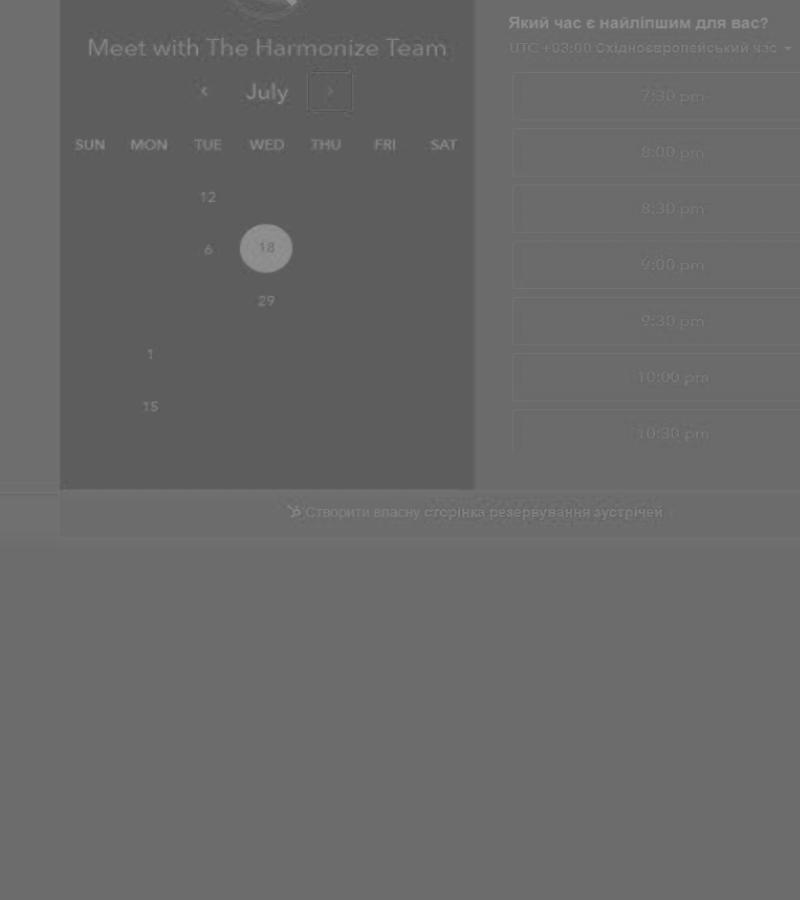 Meet with The Harmonize Team
July
SUN MON TUE WED THU FRI SAT
12
6 18
29
1
15
Який час є найліпшим для вас?
UTC +03:00 Східноєвропейський час
7:30 pm
8:00 pm
8:30 pm
9:00 pm
9:30 pm
10:00 pm
10:30 pm
Створити власну сторінка резервування зустрічей